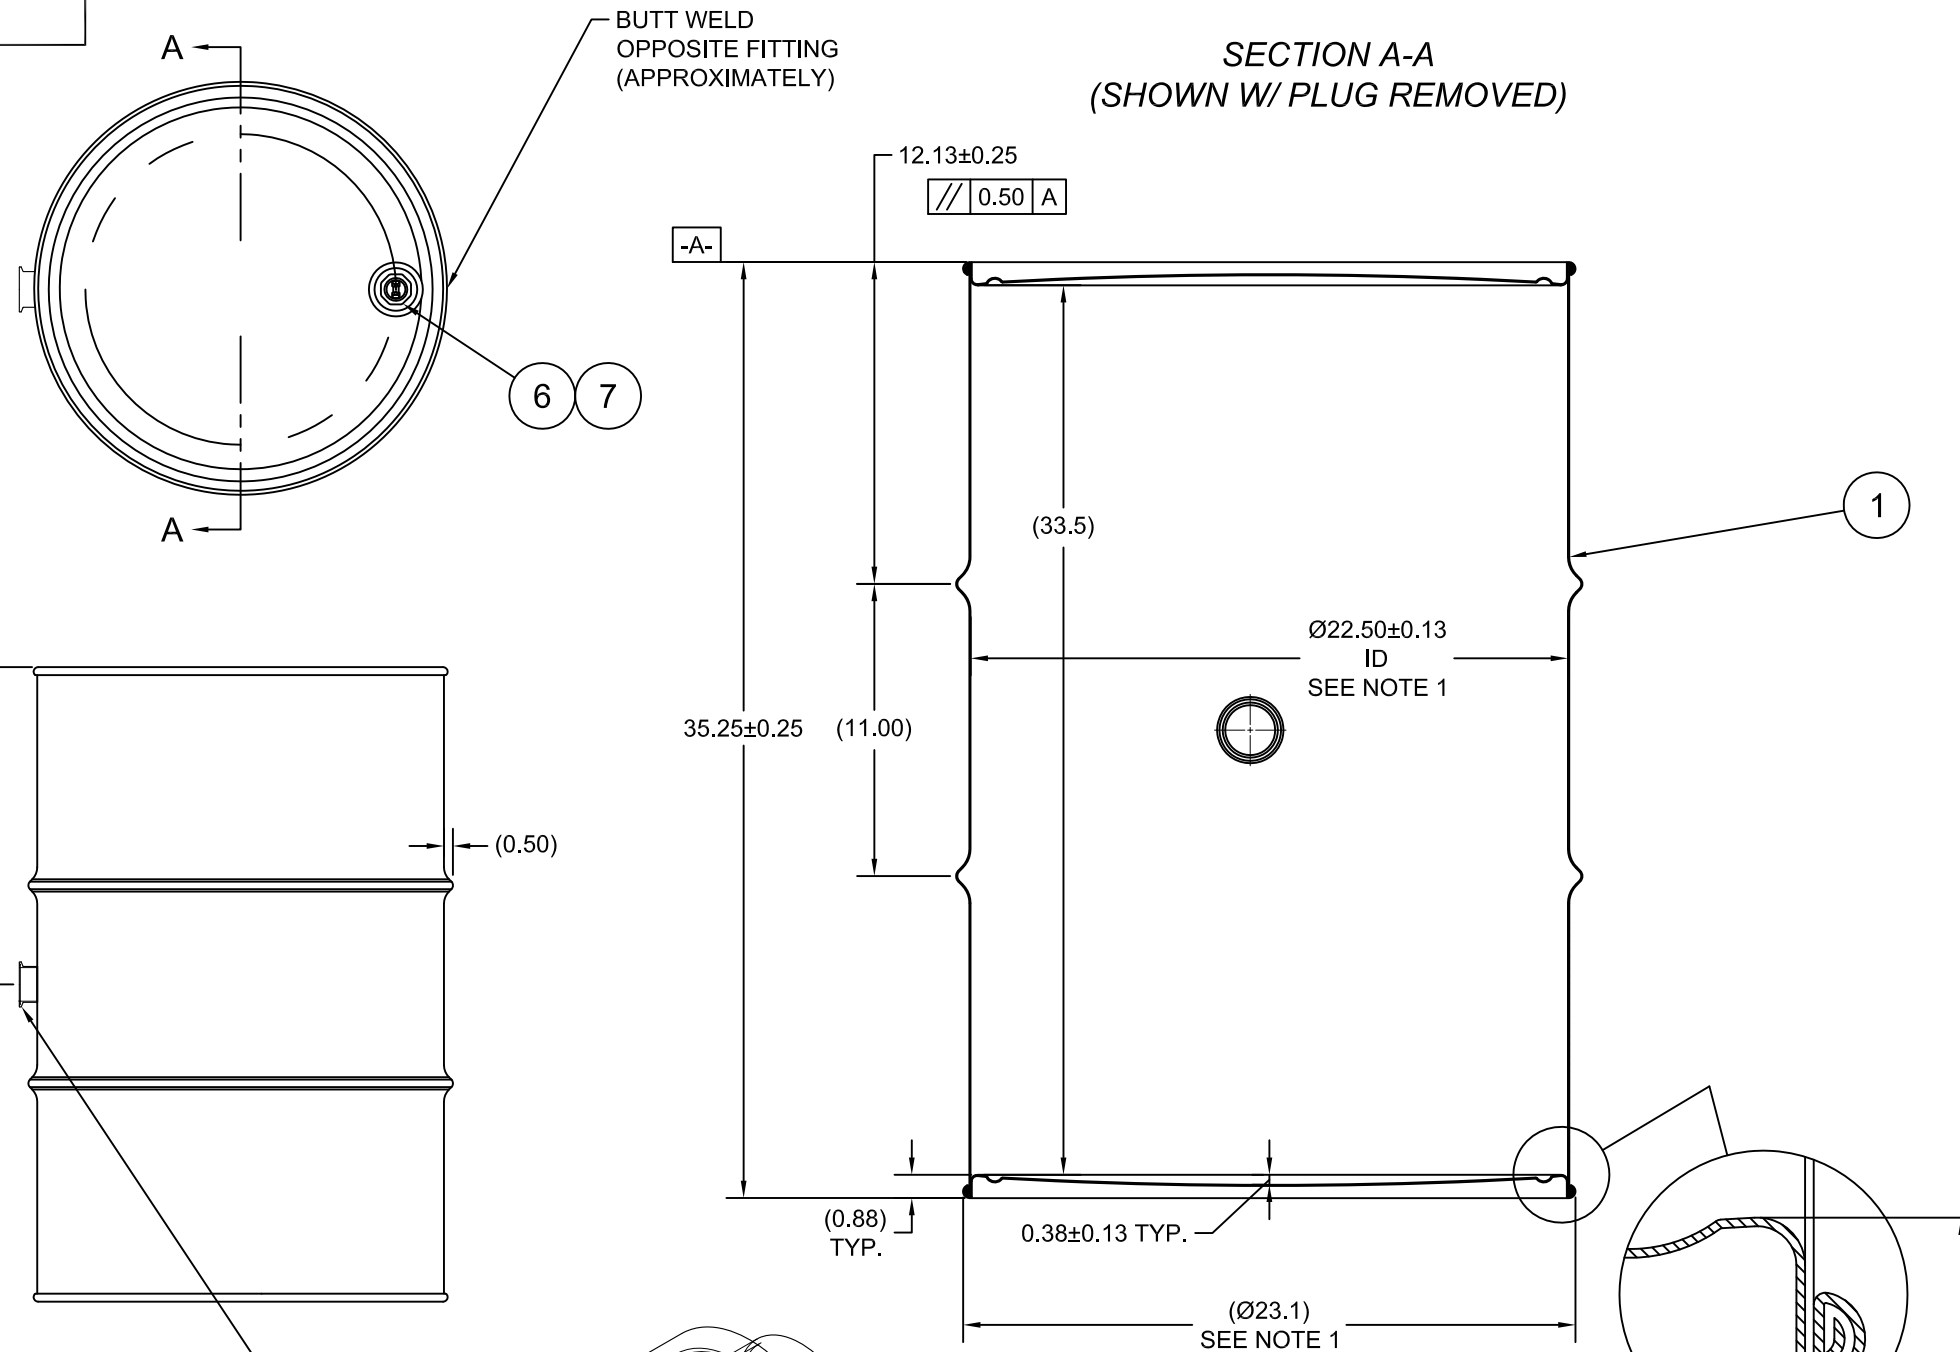 A
BUTT WELD
OPPOSITE FITTING
(APPROXIMATELY)
SECTION A-A
(SHOWN W/ PLUG REMOVED)
12.13±0.25
// 0.50 A
-A-
6 7
A
(33.5)
1
Ø22.50±0.13
ID
SEE NOTE 1
35.25±0.25
(11.00)
(0.50)
(0.88)
TYP.
0.38±0.13 TYP.
(Ø23.1)
SEE NOTE 1